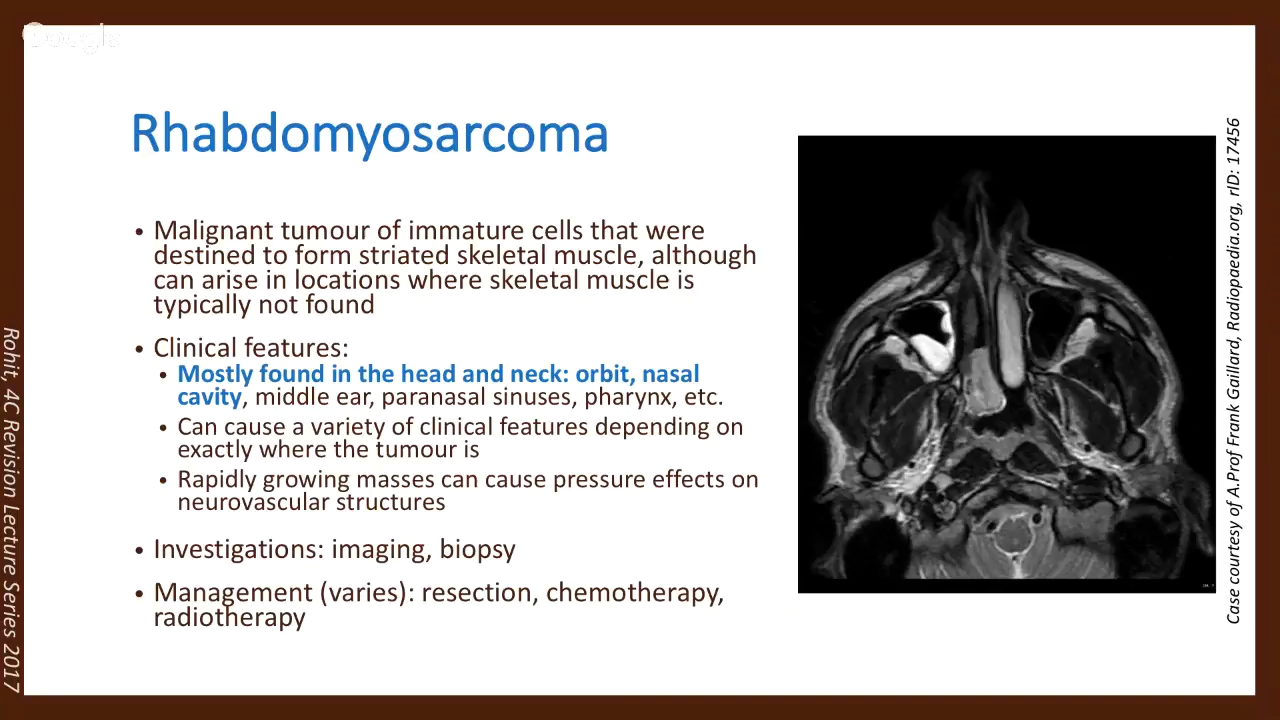 Google
Rhabdomyosarcoma
• Malignant tumour of immature cells that were
destined to form striated skeletal muscle, although
can arise in locations where skeletal muscle is
typically not found
• Clinical features:
• Mostly found in the head and neck: orbit, nasal
cavity, middle ear, paranasal sinuses, pharynx, etc.
• Can cause a variety of clinical features depending on
exactly where the tumour is
• Rapidly growing masses can cause pressure effects on
neurovascular structures
• Investigations: imaging, biopsy
• Management (varies): resection, chemotherapy,
radiotherapy
Case courtesy of A.Prof Frank Gaillard, Radiopaedia.org, rID: 17456
Rohit, 4C Revision Lecture Series 2017